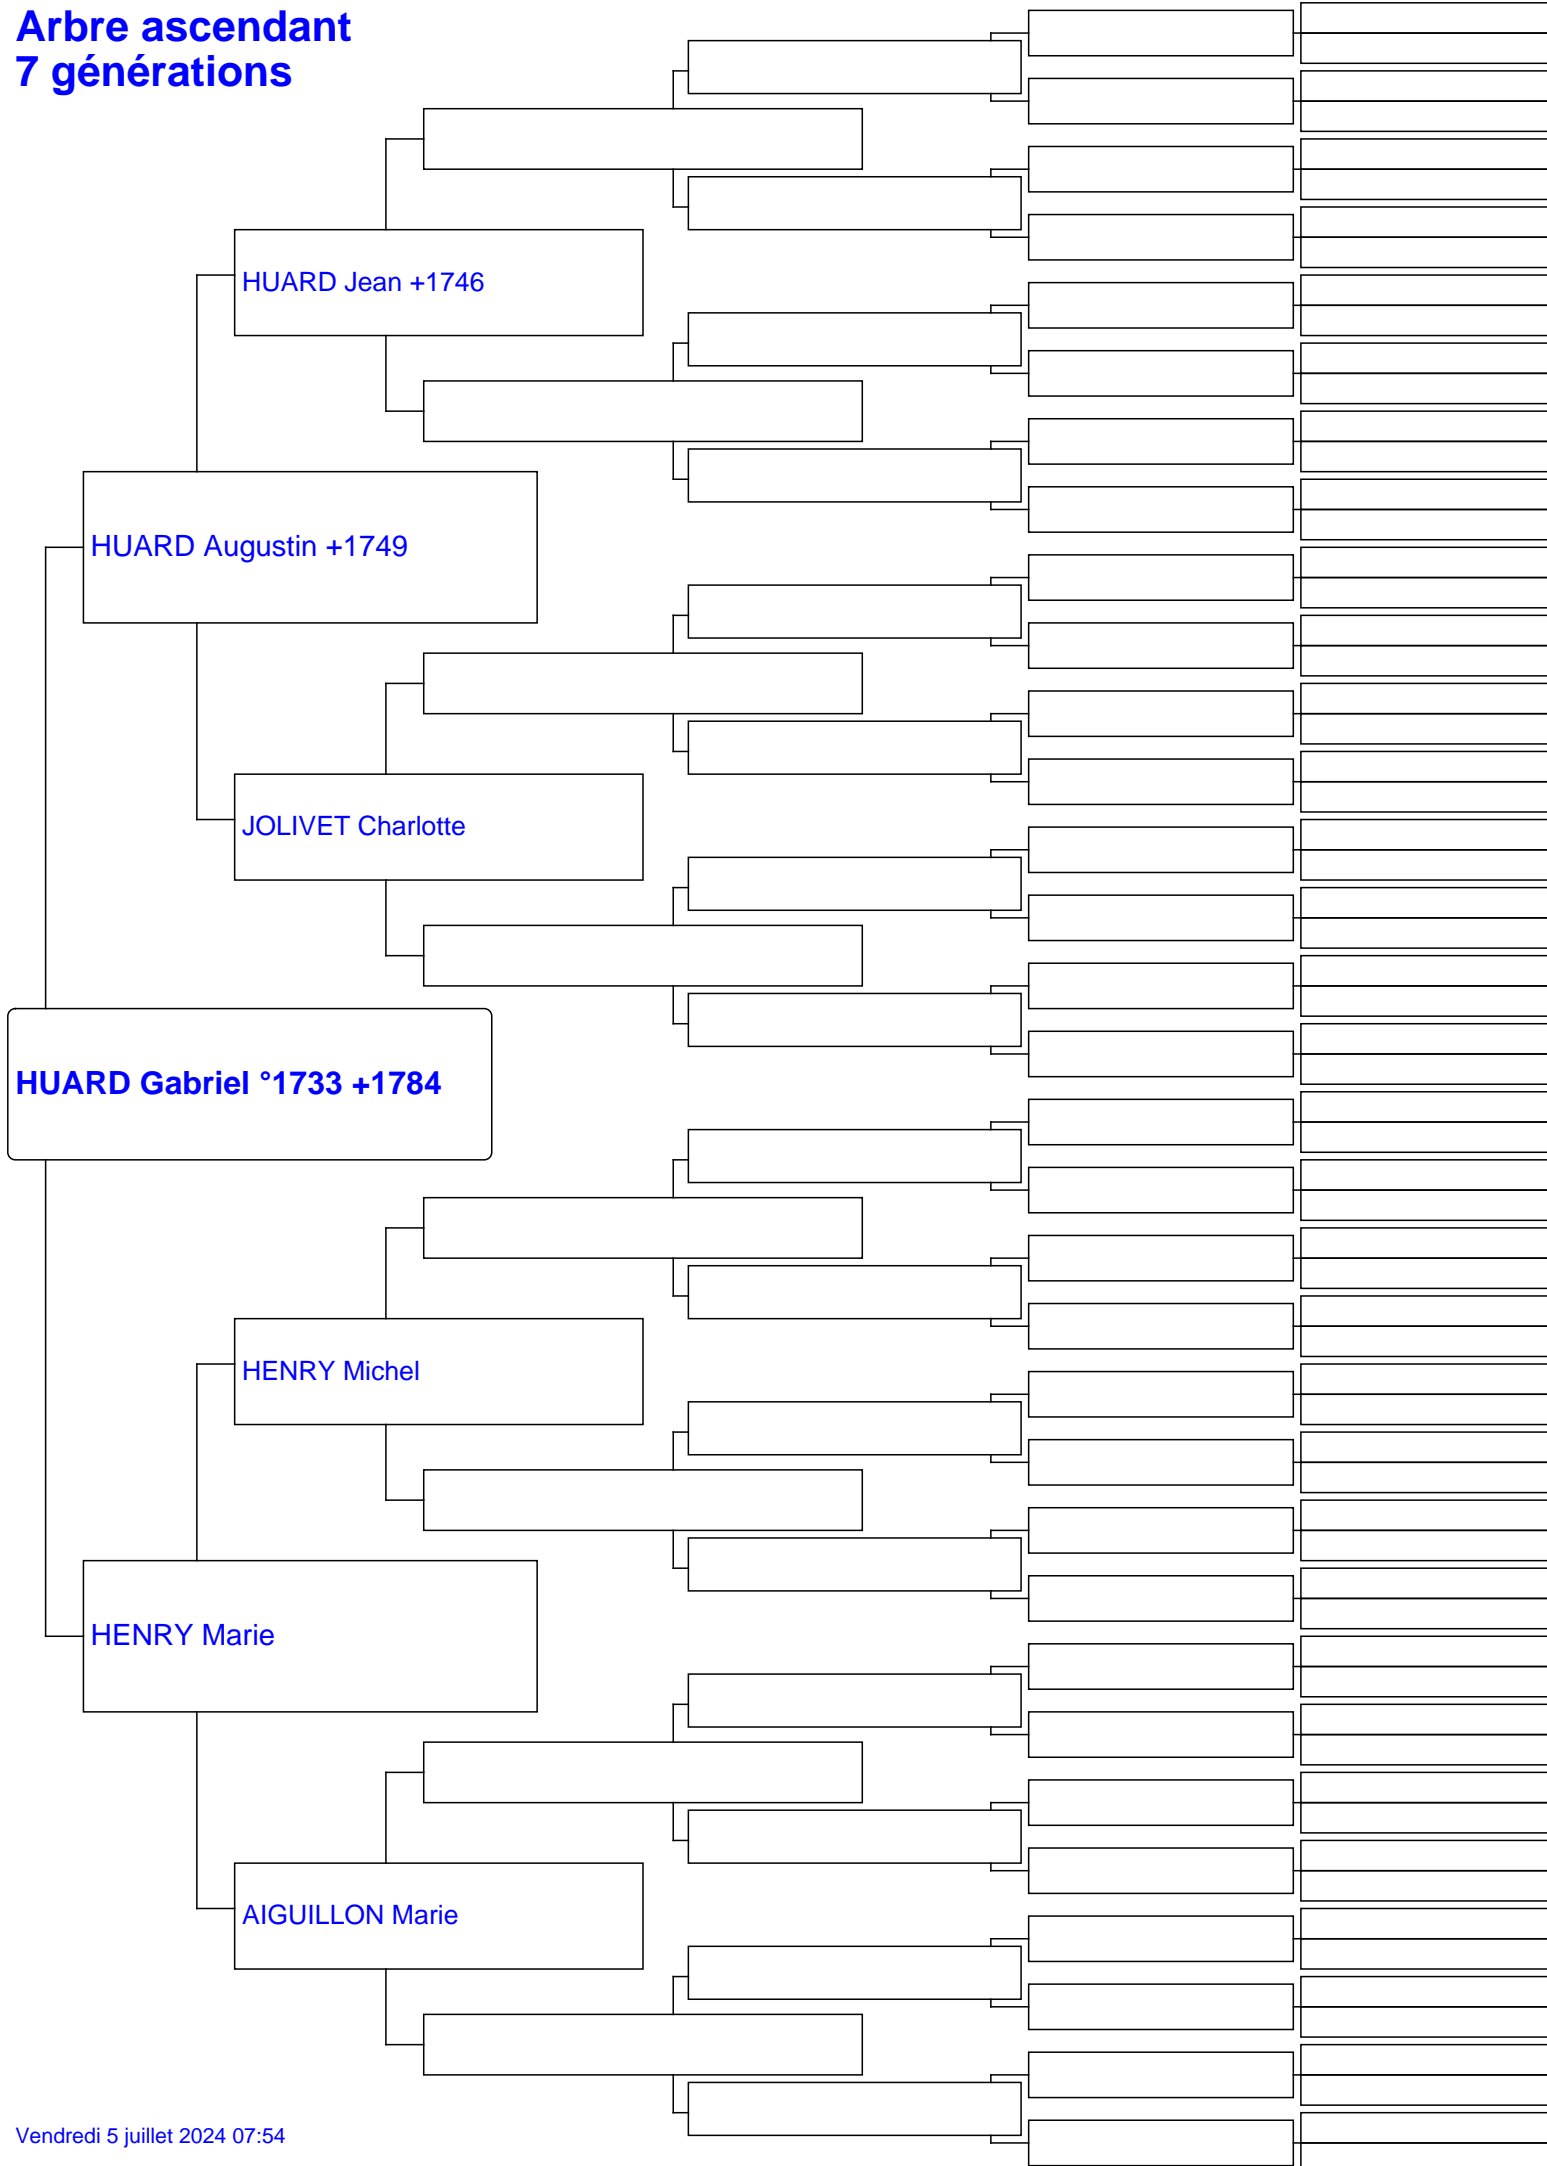 Arbre ascendant
7 générations
HUARD Jean +1746
HUARD Augustin +1749
JOLIVET Charlotte
HUARD Gabriel °1733 +1784
HENRY Michel
HENRY Marie
AIGUILLON Marie
Vendredi 5 juillet 2024 07:54